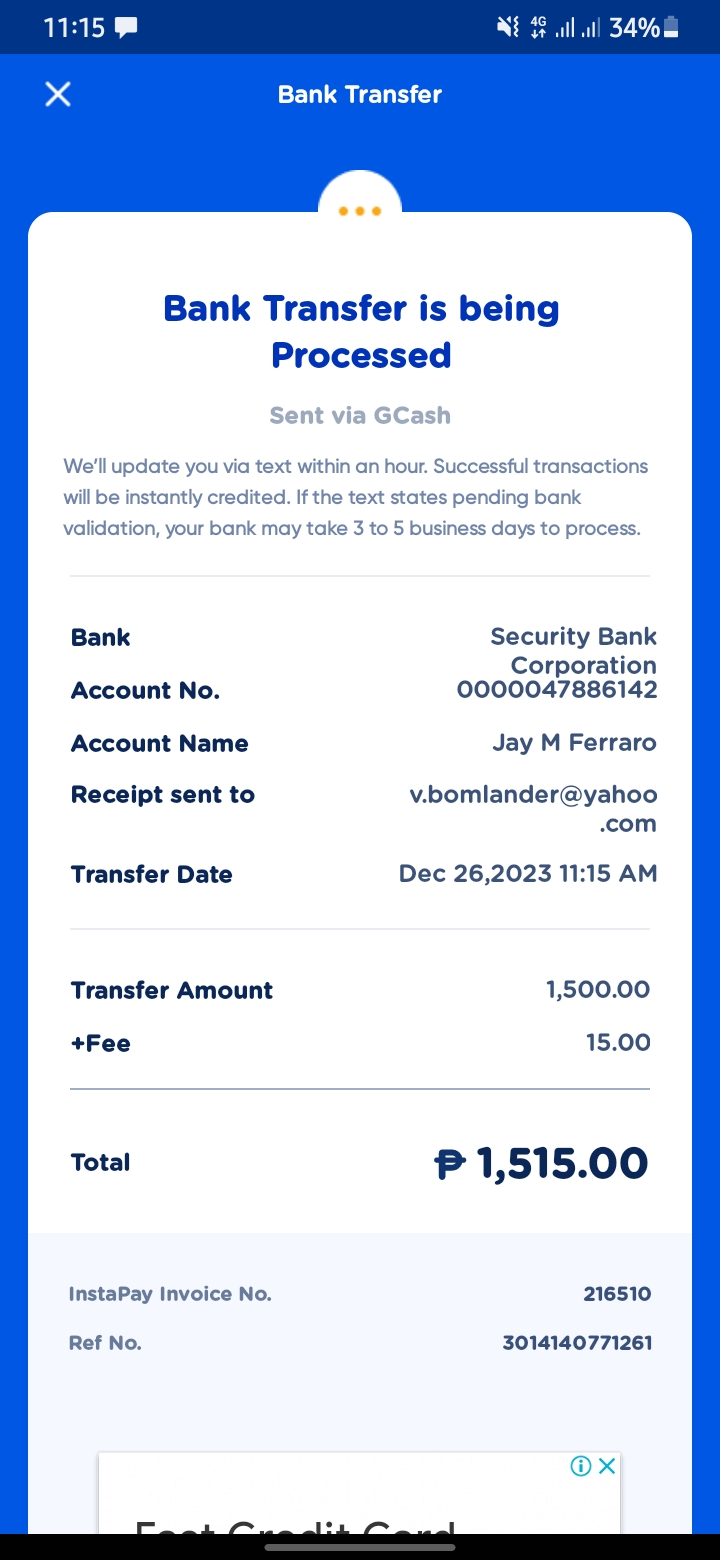 11:15 4G 34%
Bank Transfer
Bank Transfer is being
Processed
Sent via GCash
We'll update you via text within an hour. Successful transactions
will be instantly credited. If the text states pending bank
validation, your bank may take 3 to 5 business days to process.
Bank Security Bank
Corporation
Account No. 0000047886142
Account Name Jay M Ferraro
Receipt sent to v.bomlander@yahoo
.com
Transfer Date Dec 26,2023 11:15 AM
Transfer Amount 1,500.00
+Fee 15.00
Total ₱ 1,515.00
InstaPay Invoice No. 216510
Ref No. 3014140771261
Fast Credit Card